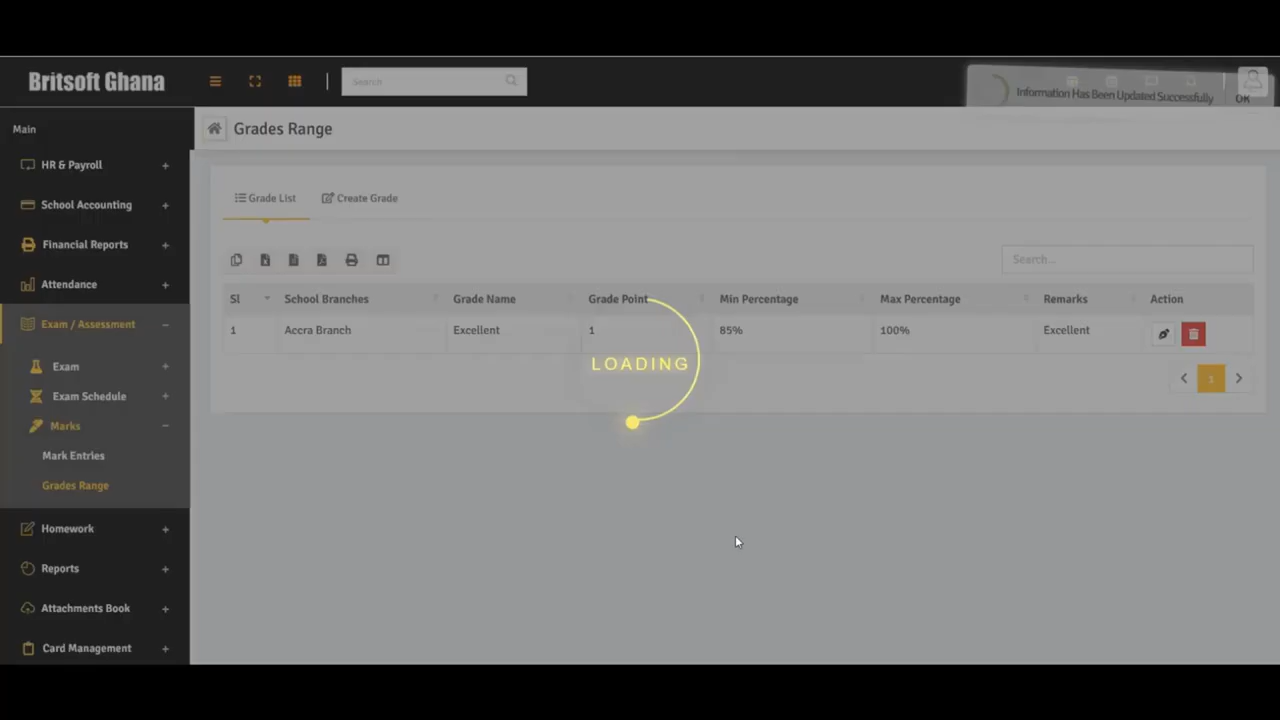 Britsoft Ghana
Search
Information Has Been Updated Successfully
OK
Main
Grades Range
HR & Payroll +
School Accounting +
Financial Reports +
Attendance +
Exam / Assessment −
Exam +
Exam Schedule +
Marks −
Mark Entries
Grades Range
Homework +
Reports +
Attachments Book +
Card Management +
Grade List Create Grade
Search...
Sl School Branches Grade Name Grade Point Min Percentage Max Percentage Remarks Action
1 Accra Branch Excellent 1 85% 100% Excellent
LOADING
1